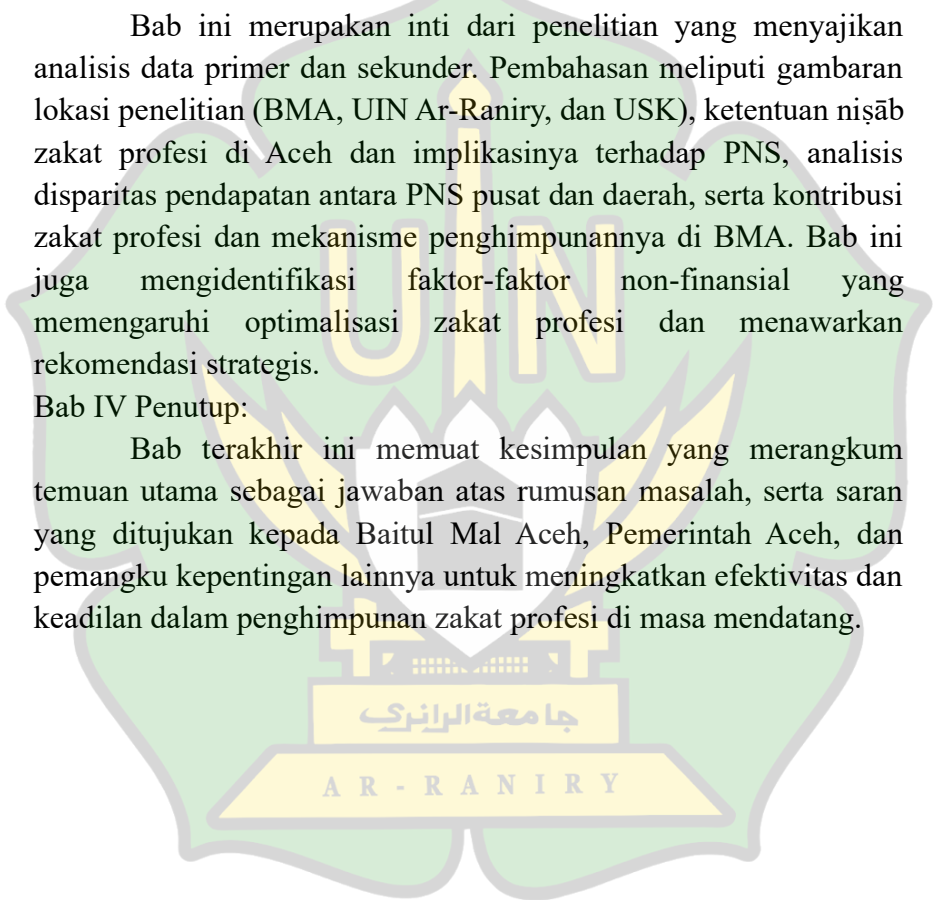 Bab ini merupakan inti dari penelitian yang menyajikan
analisis data primer dan sekunder. Pembahasan meliputi gambaran
lokasi penelitian (BMA, UIN Ar-Raniry, dan USK), ketentuan niṣāb
zakat profesi di Aceh dan implikasinya terhadap PNS, analisis
disparitas pendapatan antara PNS pusat dan daerah, serta kontribusi
zakat profesi dan mekanisme penghimpunannya di BMA. Bab ini
juga mengidentifikasi faktor-faktor non-finansial yang
memengaruhi optimalisasi zakat profesi dan menawarkan
rekomendasi strategis.
Bab IV Penutup:
Bab terakhir ini memuat kesimpulan yang merangkum
temuan utama sebagai jawaban atas rumusan masalah, serta saran
yang ditujukan kepada Baitul Mal Aceh, Pemerintah Aceh, dan
pemangku kepentingan lainnya untuk meningkatkan efektivitas dan
keadilan dalam penghimpunan zakat profesi di masa mendatang.
UIN
جامعةالرانري
AR-RANIRY